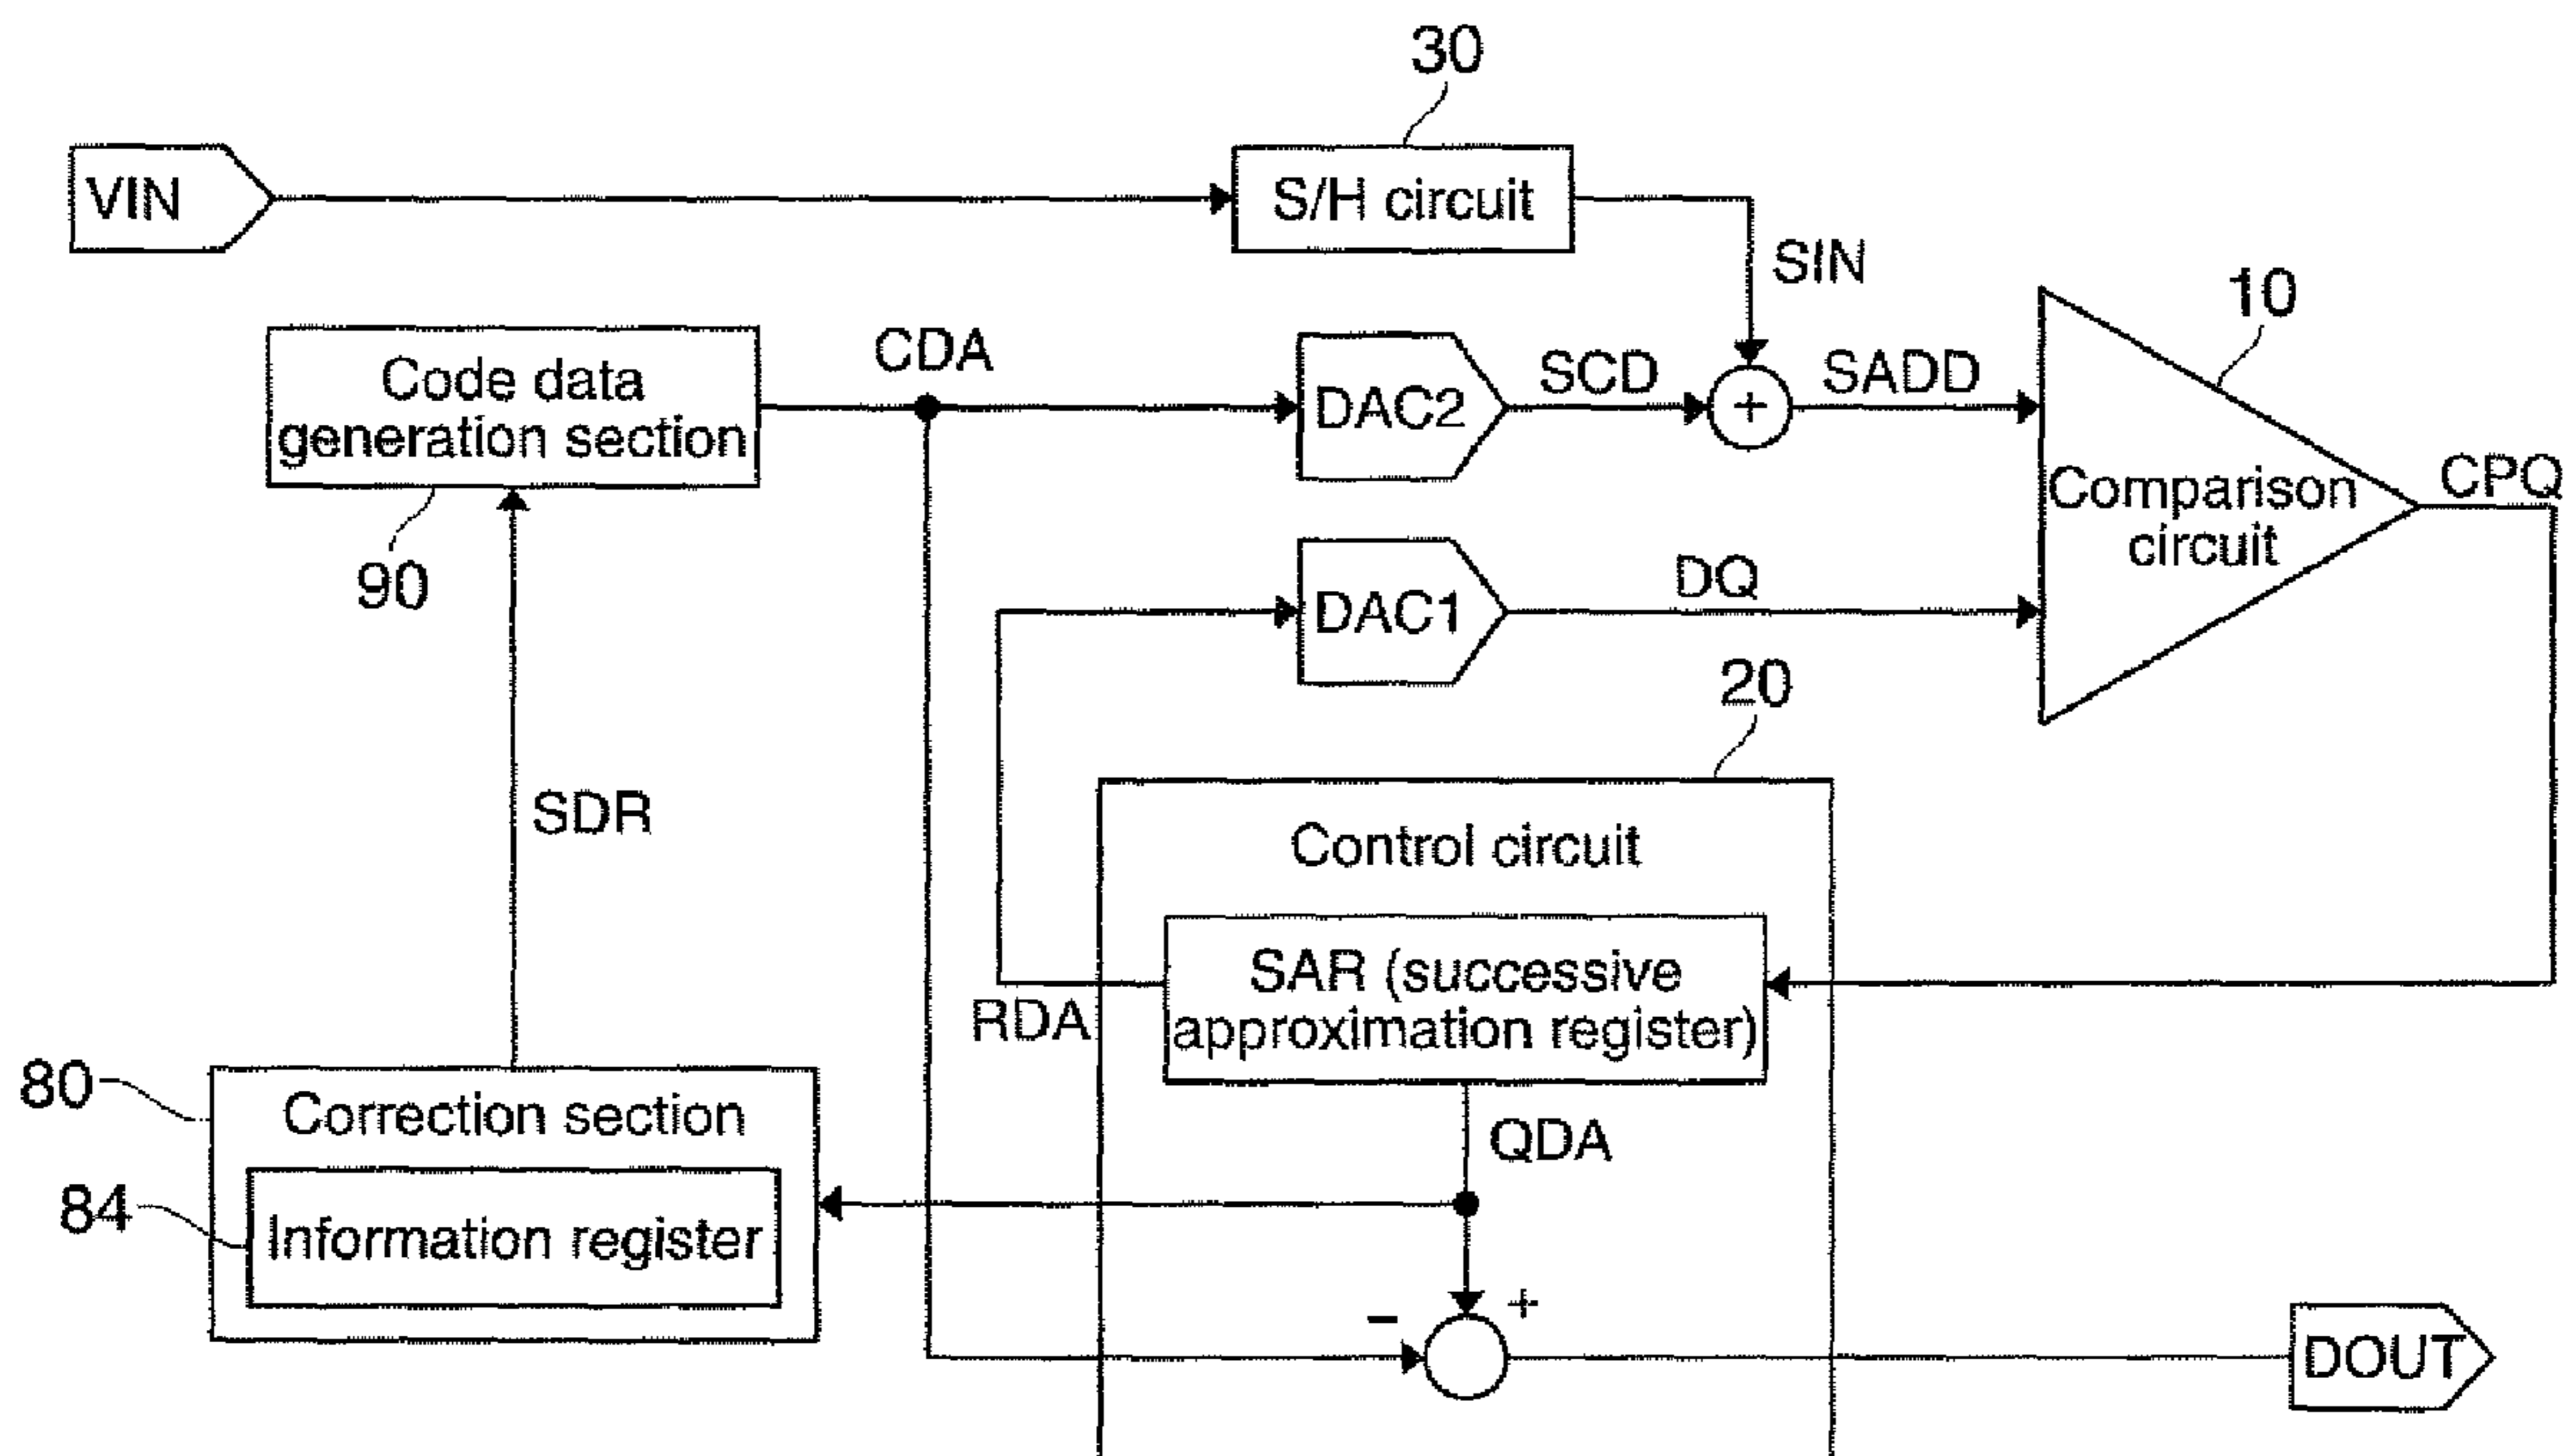 30
VIN
S/H circuit
SIN
10
Code data
generation section
CDA
DAC2
SCD
+
SADD
Comparison
circuit
CPQ
90
DAC1
DQ
20
SDR
Control circuit
SAR (successive
approximation register)
RDA
80
Correction section
QDA
84
Information register
−
+
DOUT